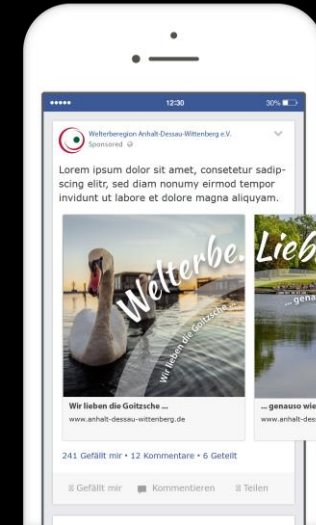 12:30
30%
Welterberegion Anhalt-Dessau-Wittenberg e.V.
Sponsored
Lorem ipsum dolor sit amet, consetetur sadip-
scing elitr, sed diam nonumy eirmod tempor
invidunt ut labore et dolore magna aliquyam.
Welterbe. Lieb
Wir lieben die Goitzsche ...
... gena
Wir lieben die Goitzsche ...
www.anhalt-dessau-wittenberg.de
... genauso wie
www.anhalt-des
241 Gefällt mir • 12 Kommentare • 6 Geteilt
Gefällt mir
Kommentieren
Teilen